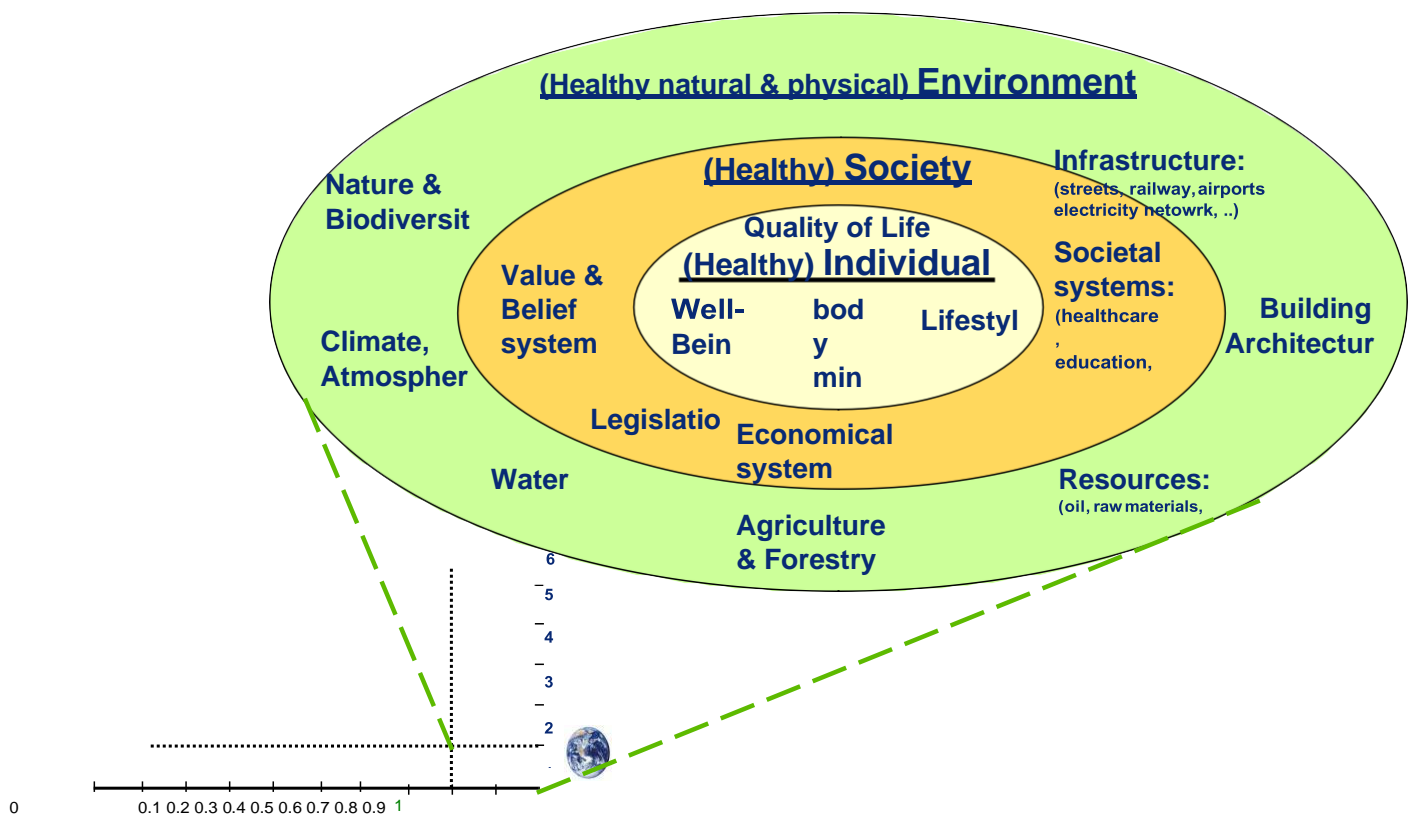 (Healthy natural & physical) Environment
(Healthy) Society
Infrastructure:
(streets, railway, airports
electricity netowrk, ..)
Nature &
Biodiversit
Quality of Life
(Healthy) Individual
Value &
Belief
system
Well-
Bein
bod
y
min
Lifestyl
Societal
systems:
(healthcare
,
education,
Building
Architectur
Climate,
Atmospher
Legislatio
Economical
system
Water
Resources:
(oil, raw materials,
Agriculture
& Forestry
6
5
4
3
2
0 0.1 0.2 0.3 0.4 0.5 0.6 0.7 0.8 0.9 1